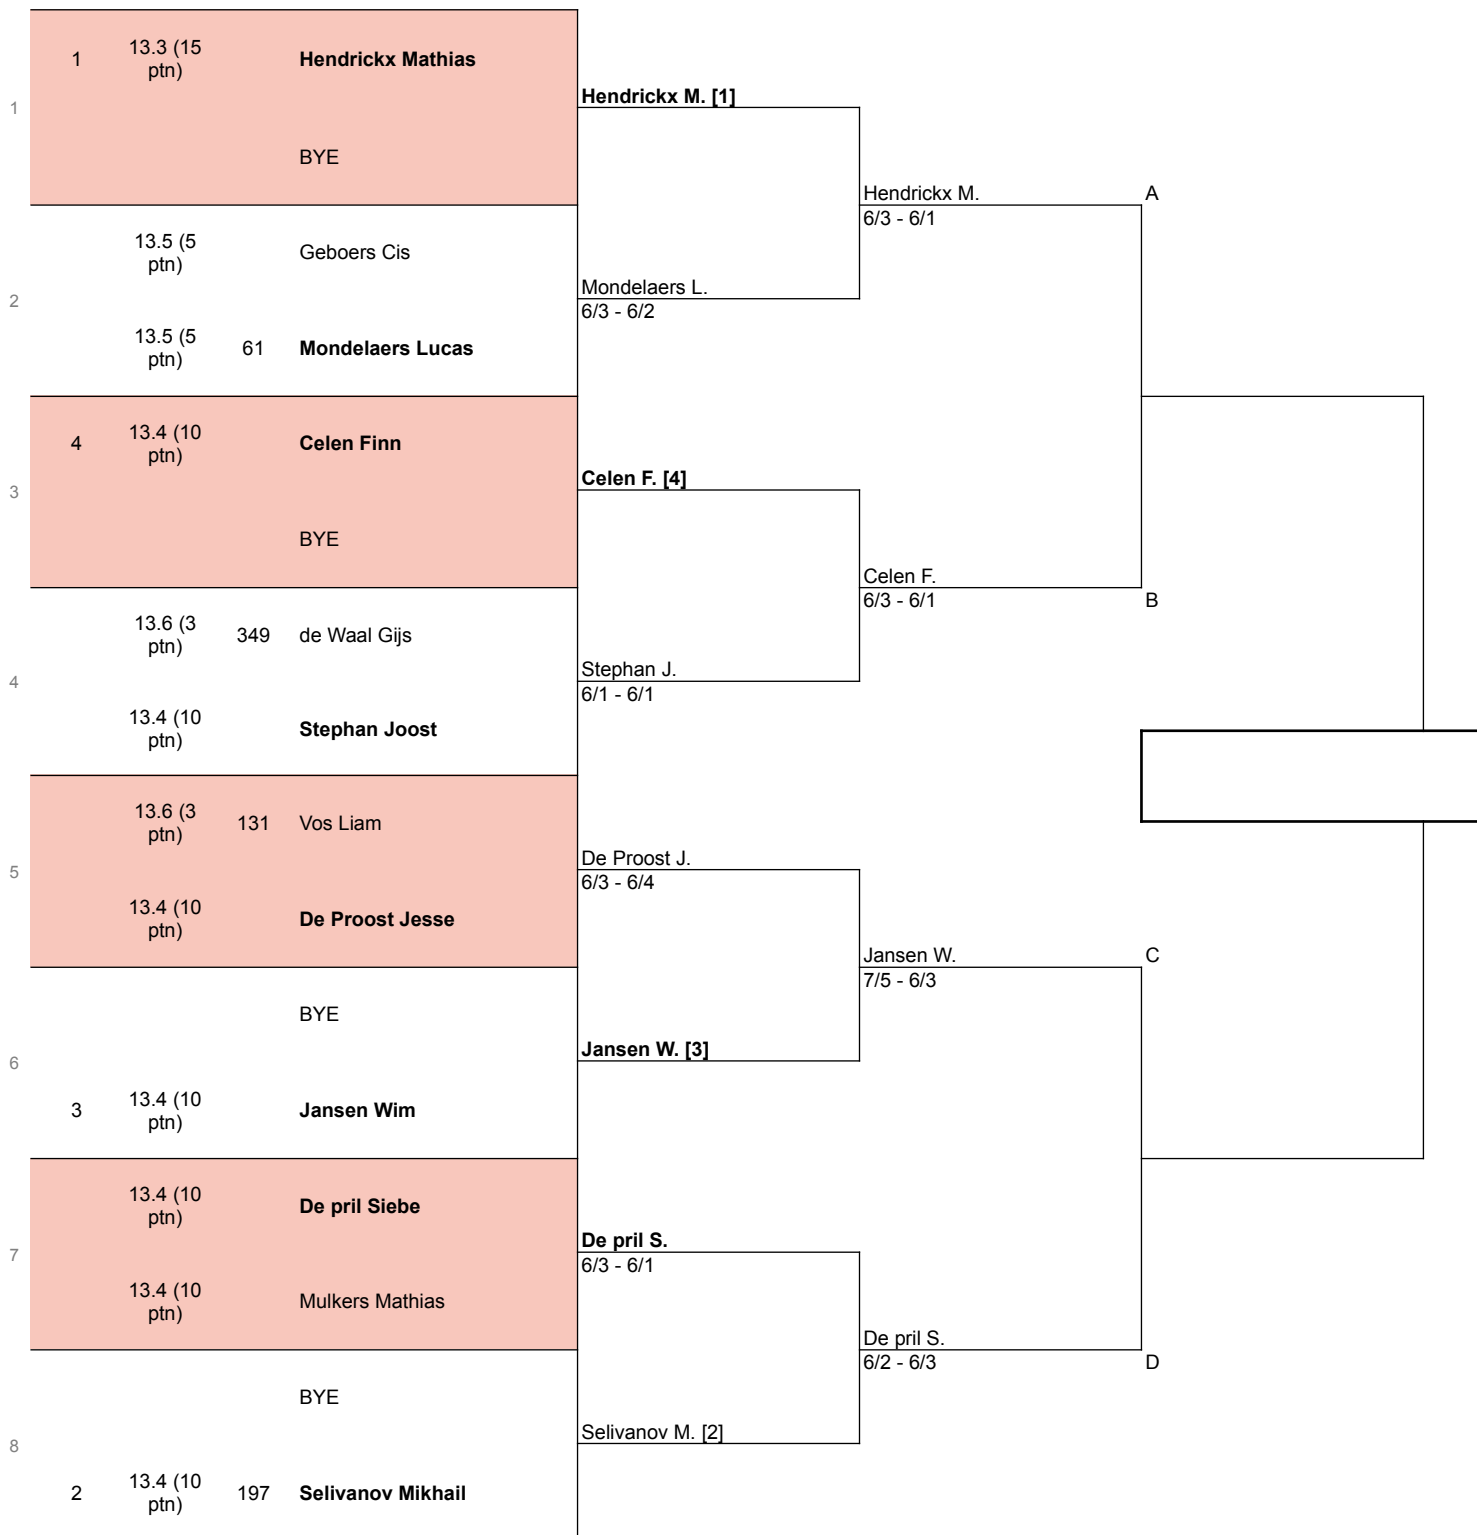 1 13.3 (15 ptn) Hendrickx Mathias
Hendrickx M. [1]
1
BYE
Hendrickx M. A
6/3 - 6/1
13.5 (5 ptn) Geboers Cis
Mondelaers L.
2 6/3 - 6/2
13.5 (5 ptn) 61 Mondelaers Lucas
4 13.4 (10 ptn) Celen Finn
Celen F. [4]
3
BYE
Celen F.
6/3 - 6/1 B
13.6 (3 ptn) 349 de Waal Gijs
Stephan J.
4 6/1 - 6/1
13.4 (10 ptn) Stephan Joost
13.6 (3 ptn) 131 Vos Liam
De Proost J.
5 6/3 - 6/4
13.4 (10 ptn) De Proost Jesse
Jansen W. C
7/5 - 6/3
BYE
Jansen W. [3]
6
3 13.4 (10 ptn) Jansen Wim
13.4 (10 ptn) De pril Siebe
De pril S.
7 6/3 - 6/1
13.4 (10 ptn) Mulkers Mathias
De pril S.
6/2 - 6/3 D
BYE
Selivanov M. [2]
8
2 13.4 (10 ptn) 197 Selivanov Mikhail